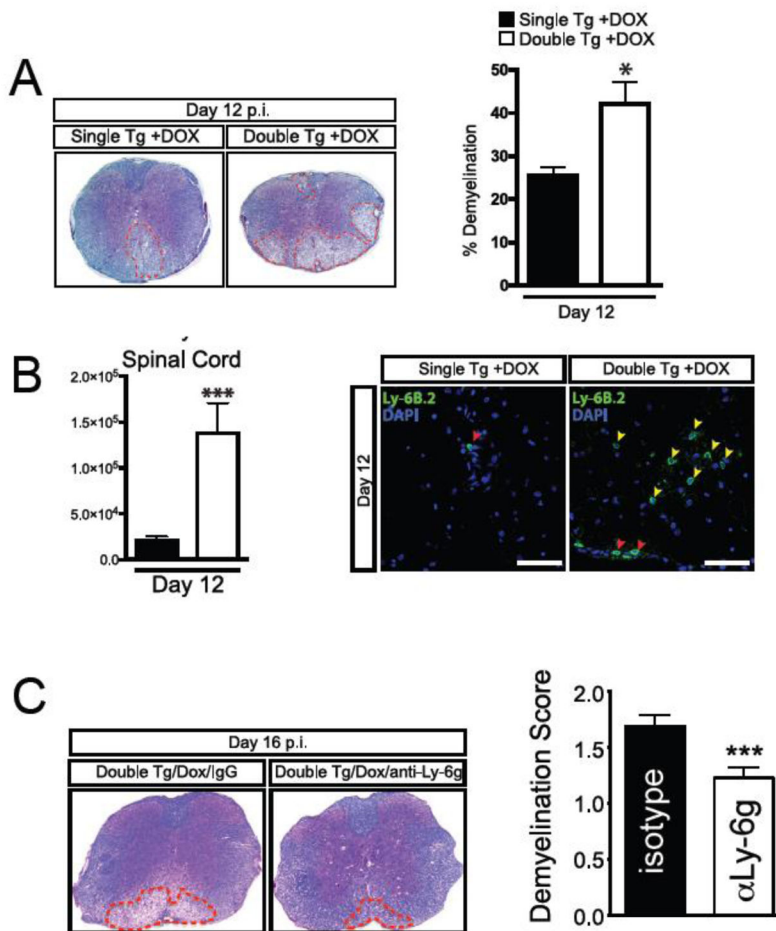 A
Day 12 p.i.
Single Tg +DOX
Double Tg +DOX
Single Tg +DOX
Double Tg +DOX
% Demyelination
50
40
30
20
10
0
*
Day 12
B
Spinal Cord
2.0×10⁵
1.5×10⁵
1.0×10⁵
5.0×10⁴
0.0
***
Day 12
Single Tg +DOX
Double Tg +DOX
Day 12
Ly-6B.2
DAPI
Ly-6B.2
DAPI
C
Day 16 p.i.
Double Tg/Dox/IgG
Double Tg/Dox/anti-Ly-6g
Demyelination Score
2.0
1.5
1.0
0.5
0.0
***
isotype
αLy-6g